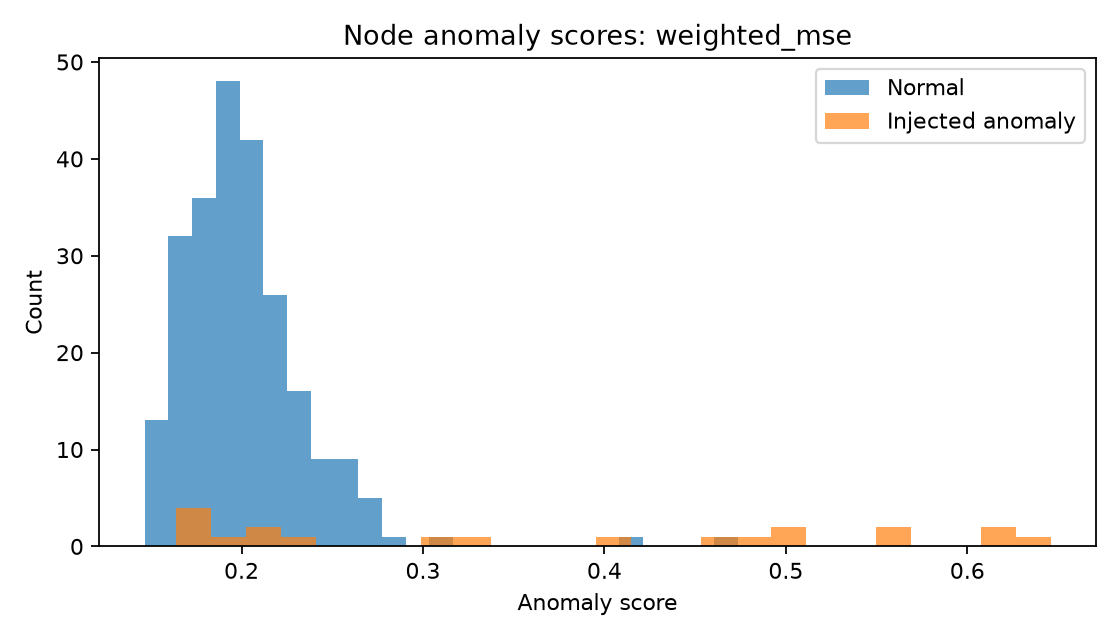 Node anomaly scores: weighted_mse
Normal
Injected anomaly
50
40
30
20
10
0
Count
0.2 0.3 0.4 0.5 0.6
Anomaly score